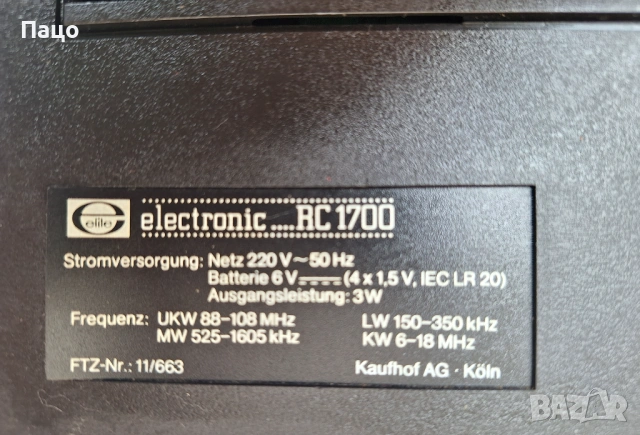 Пацо
elite electronic....RC 1700
Stromversorgung: Netz 220 V~50 Hz
Batterie 6 V (4 x 1,5 V, IEC LR 20)
Ausgangsleistung: 3W
Frequenz: UKW 88-108 MHz LW 150-350 kHz
MW 525-1605 kHz KW 6-18 MHz
FTZ-Nr.: 11/663 Kaufhof AG · Köln
BAZAR